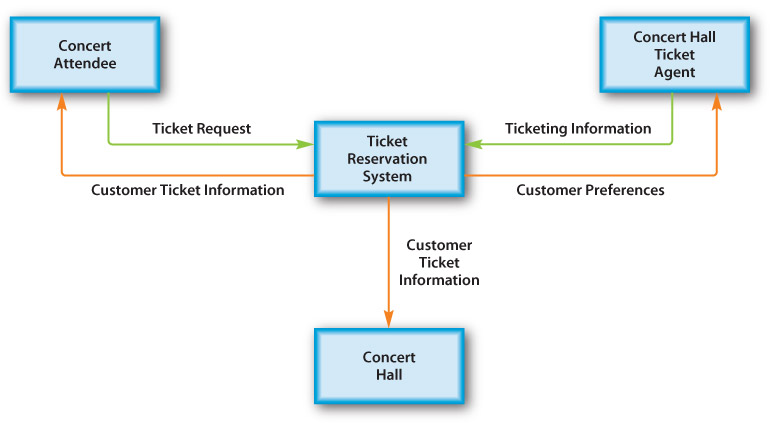 Concert
Attendee
Concert Hall
Ticket
Agent
Ticket Request
Ticketing Information
Ticket
Reservation
System
Customer Ticket Information
Customer Preferences
Customer
Ticket
Information
Concert
Hall